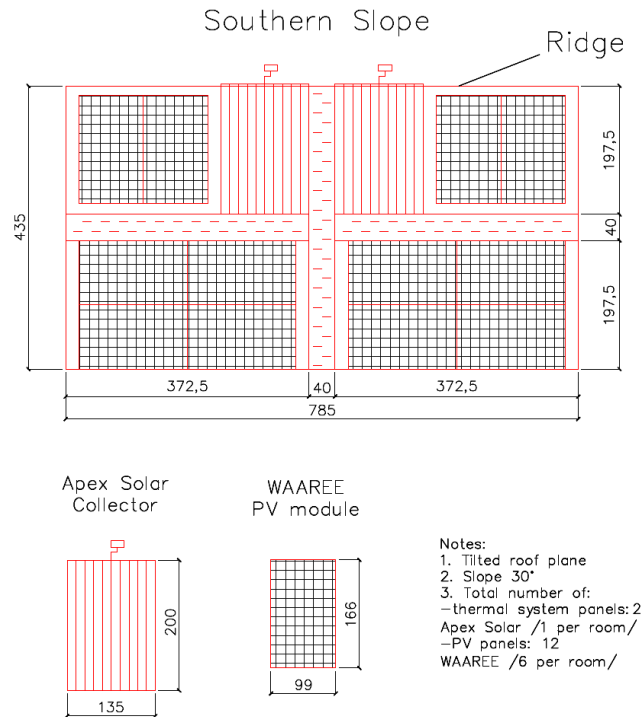 Southern Slope
Ridge
435
197,5
40
197,5
372,5
40
372,5
785
Apex Solar
Collector
WAAREE
PV module
200
135
166
99
Notes:
1. Tilted roof plane
2. Slope 30°
3. Total number of:
-thermal system panels: 2
Apex Solar /1 per room/
-PV panels: 12
WAAREE /6 per room/